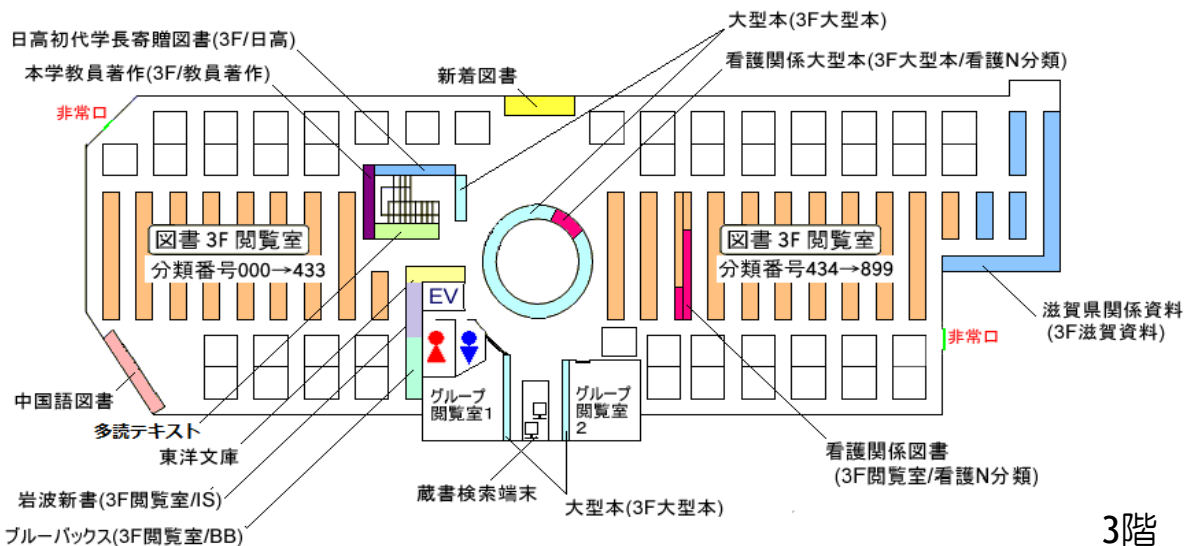 大型本(3F大型本)
日高初代学長寄贈図書(3F/日高)
看護関係大型本(3F大型本/看護N分類)
本学教員著作(3F/教員著作)
新着図書
非常口
図書 3F 閲覧室
分類番号000→433
図書 3F 閲覧室
分類番号434→899
EV
滋賀県関係資料
(3F滋賀資料)
非常口
中国語図書
グループ
閲覧室1
グループ
閲覧室
2
多読テキスト
東洋文庫
看護関係図書
(3F閲覧室/看護N分類)
岩波新書(3F閲覧室/IS)
蔵書検索端末
大型本(3F大型本)
ブルーバックス(3F閲覧室/BB)
3階